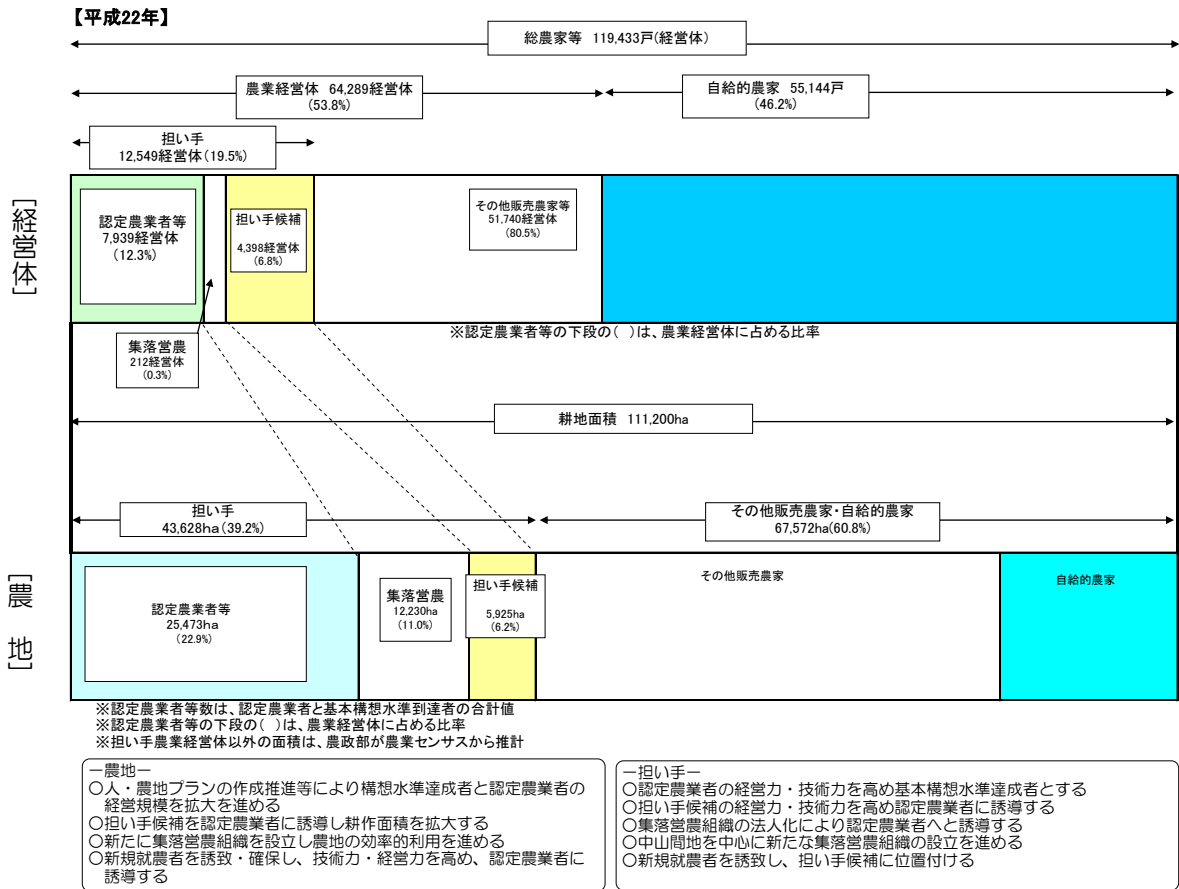 【平成22年】
総農家等 119,433戸(経営体)
農業経営体 64,289経営体
(53.8%)
自給的農家 55,144戸
(46.2%)
担い手
12,549経営体(19.5%)
[経営体]
認定農業者等
7,939経営体
(12.3%)
担い手候補
4,398経営体
(6.8%)
その他販売農家等
51,740経営体
(80.5%)
集落営農
212経営体
(0.3%)
※認定農業者等の下段の( )は、農業経営体に占める比率
耕地面積 111,200ha
担い手
43,628ha(39.2%)
その他販売農家・自給的農家
67,572ha(60.8%)
[農 地]
認定農業者等
25,473ha
(22.9%)
集落営農
12,230ha
(11.0%)
担い手候補
5,925ha
(6.2%)
その他販売農家
自給的農家
※認定農業者等数は、認定農業者と基本構想水準到達者の合計値
※認定農業者等の下段の( )は、農業経営体に占める比率
※担い手農業経営体以外の面積は、農政部が農業センサスから推計
－農地－
○人・農地プランの作成推進等により構想水準達成者と認定農業者の
経営規模を拡大を進める
○担い手候補を認定農業者に誘導し耕作面積を拡大する
○新たに集落営農組織を設立し農地の効率的利用を進める
○新規就農者を誘致・確保し、技術力・経営力を高め、認定農業者に
誘導する
－担い手－
○認定農業者の経営力・技術力を高め基本構想水準達成者とする
○担い手候補の経営力・技術力を高め認定農業者に誘導する
○集落営農組織の法人化により認定農業者へと誘導する
○中山間地を中心に新たな集落営農組織の設立を進める
○新規就農者を誘致し、担い手候補に位置付ける